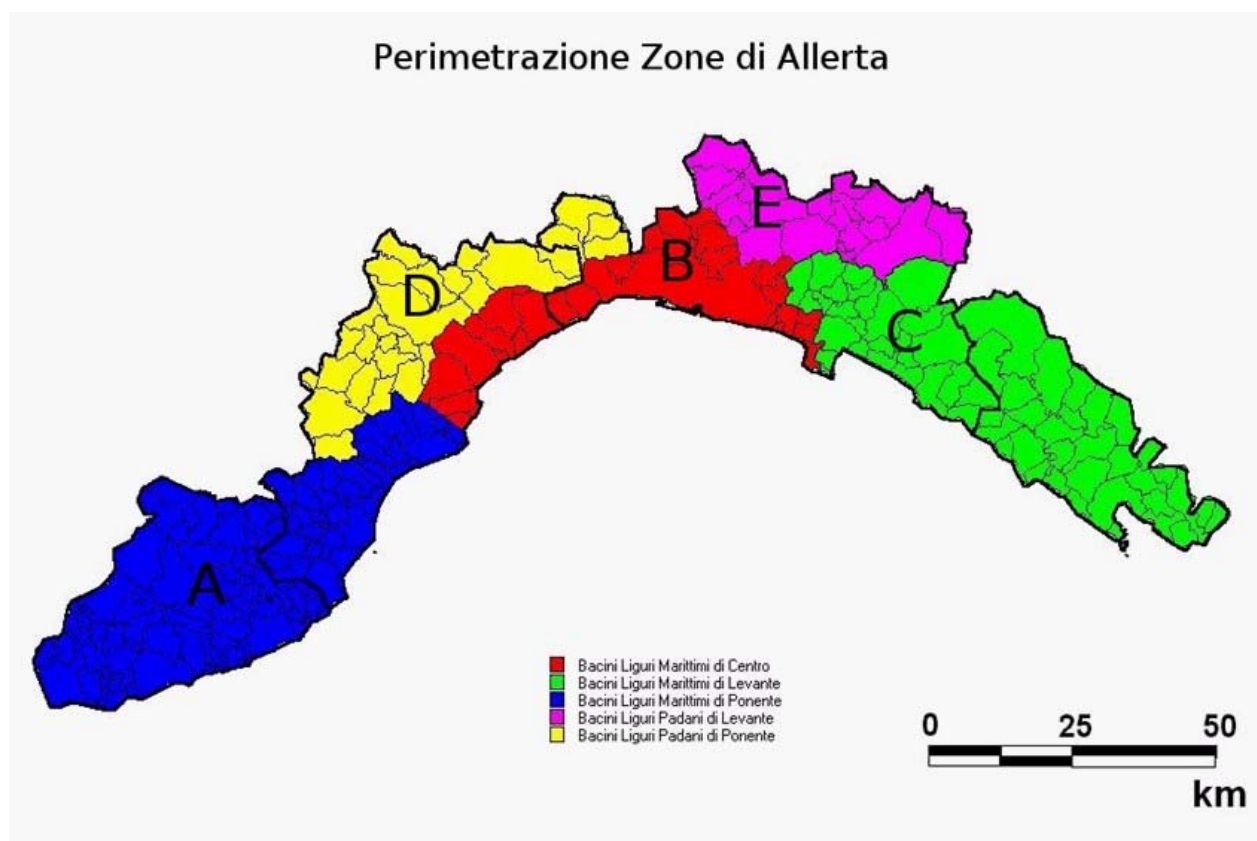 Perimetrazione Zone di Allerta
E
B
D
C
A
Bacini Liguri Marittimi di Centro
Bacini Liguri Marittimi di Levante
Bacini Liguri Marittimi di Ponente
Bacini Liguri Padani di Levante
Bacini Liguri Padani di Ponente
0 25 50
km